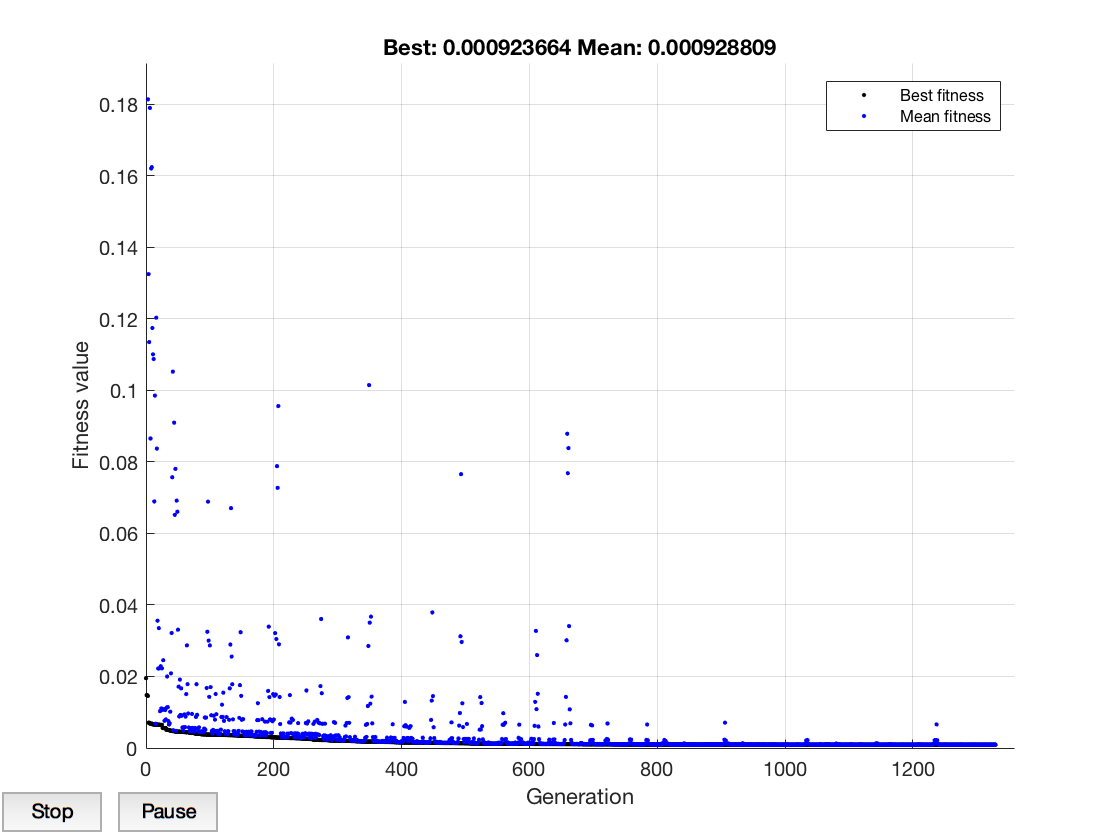 Best: 0.000923664 Mean: 0.000928809
Best fitness
Mean fitness
Fitness value
0.18
0.16
0.14
0.12
0.1
0.08
0.06
0.04
0.02
0
0 200 400 600 800 1000 1200
Generation
Stop Pause